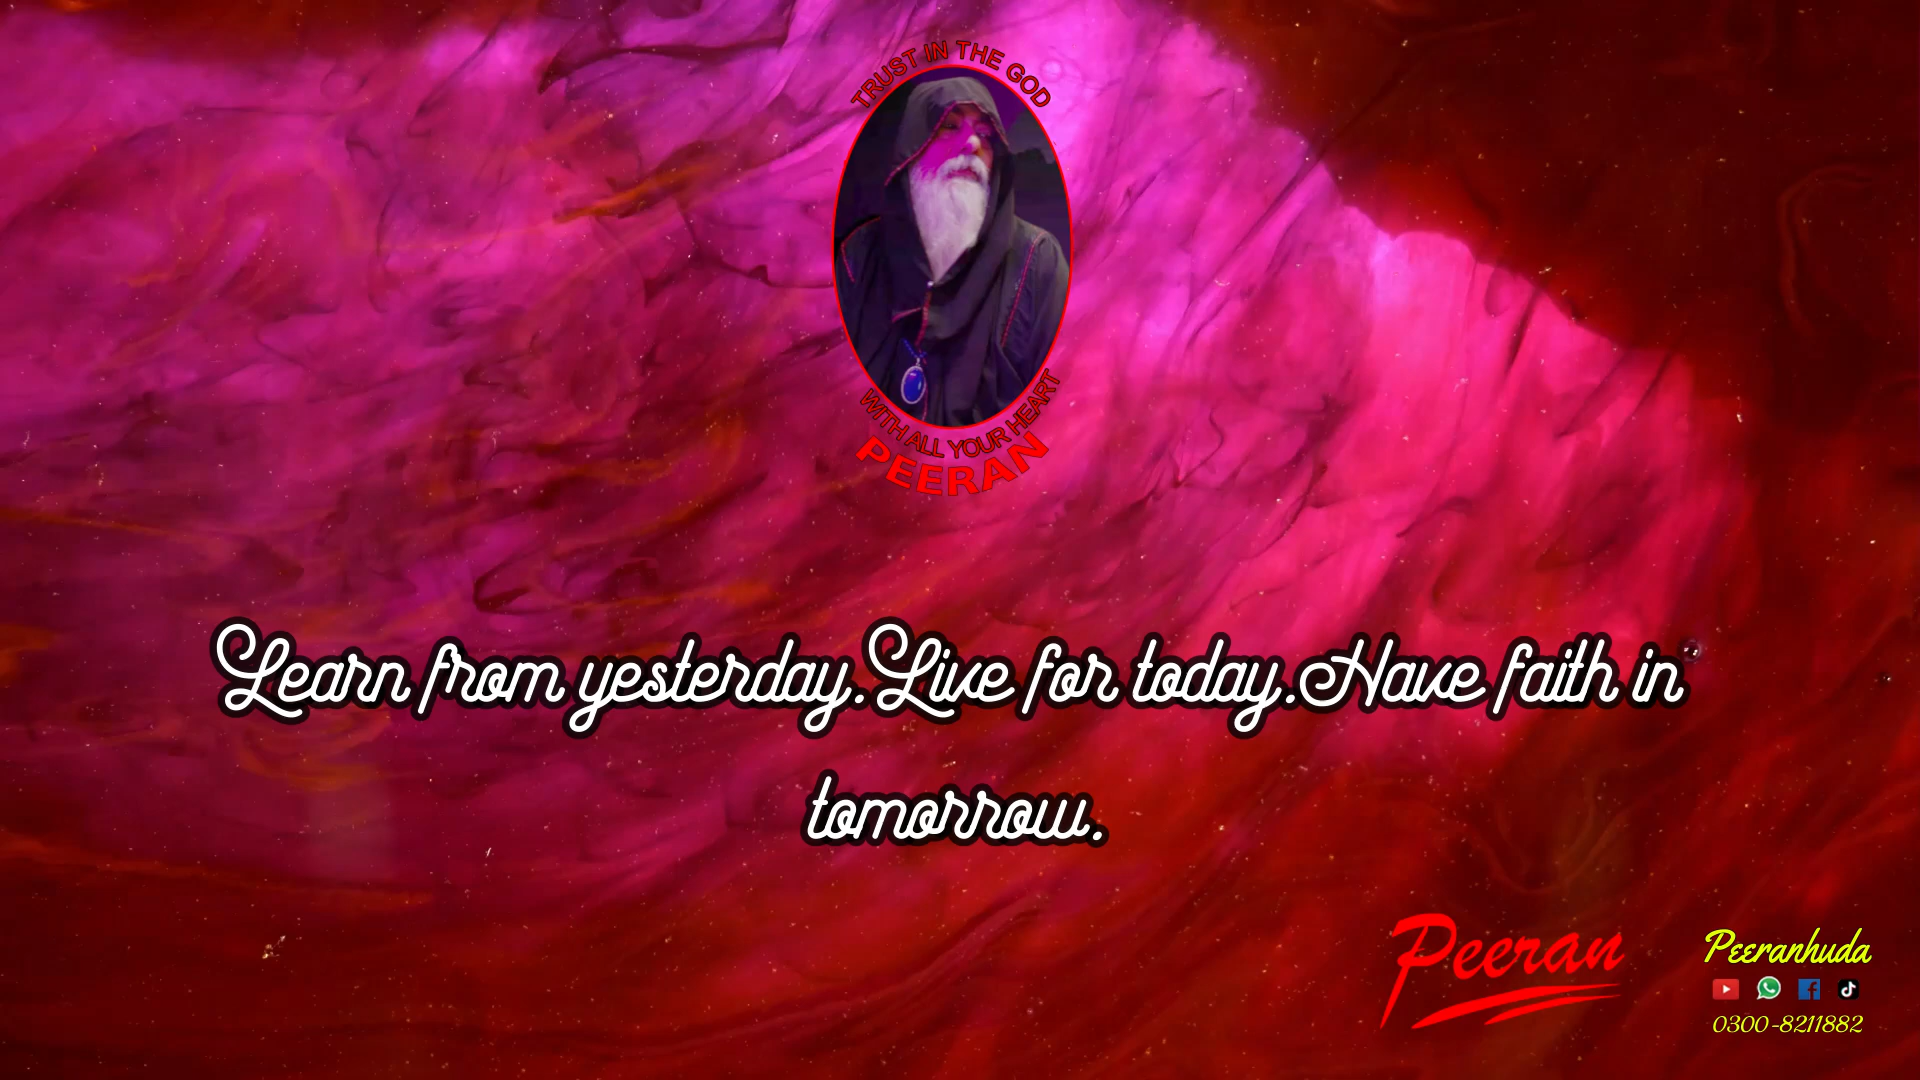 TRUST IN THE GOD
WITH ALL YOUR HEART
PEERAN
Learn from yesterday.Live for today.Have faith in
tomorrow.
Peeran
Peeranhuda
0300-8211882